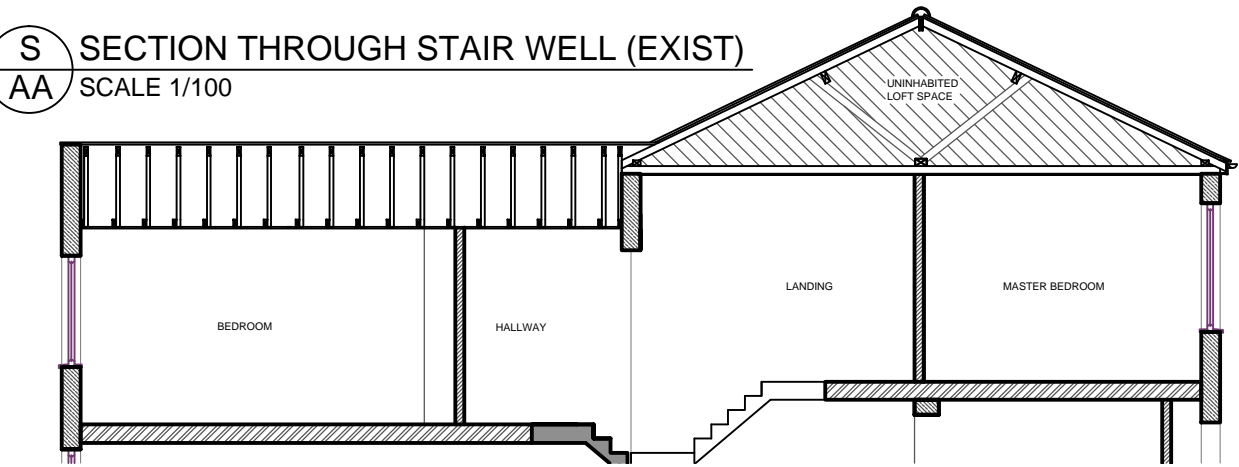 S
AA
SECTION THROUGH STAIR WELL (EXIST)
SCALE 1/100
UNINHABITED
LOFT SPACE
LANDING
MASTER BEDROOM
BEDROOM
HALLWAY